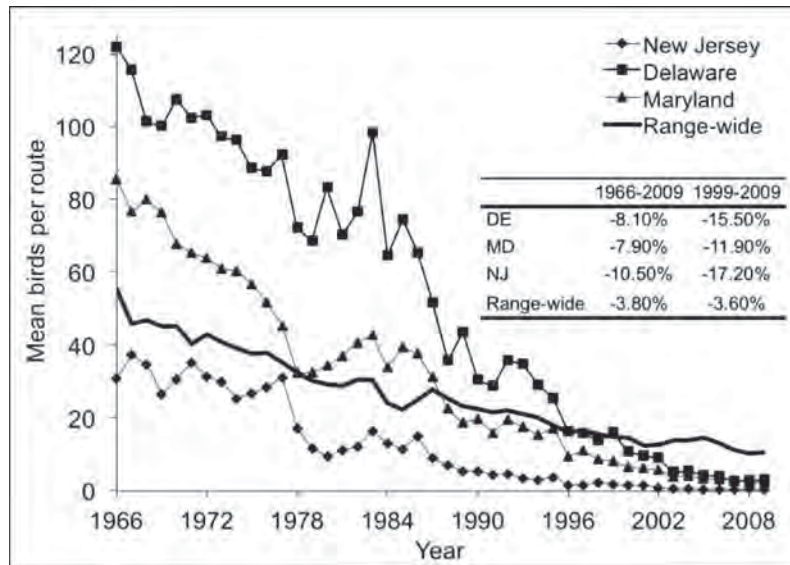 120
100
80
60
40
20
0
Mean birds per route
New Jersey
Delaware
Maryland
Range-wide
1966-2009 1999-2009
DE -8.10% -15.50%
MD -7.90% -11.90%
NJ -10.50% -17.20%
Range-wide -3.80% -3.60%
1966 1972 1978 1984 1990 1996 2002 2008
Year